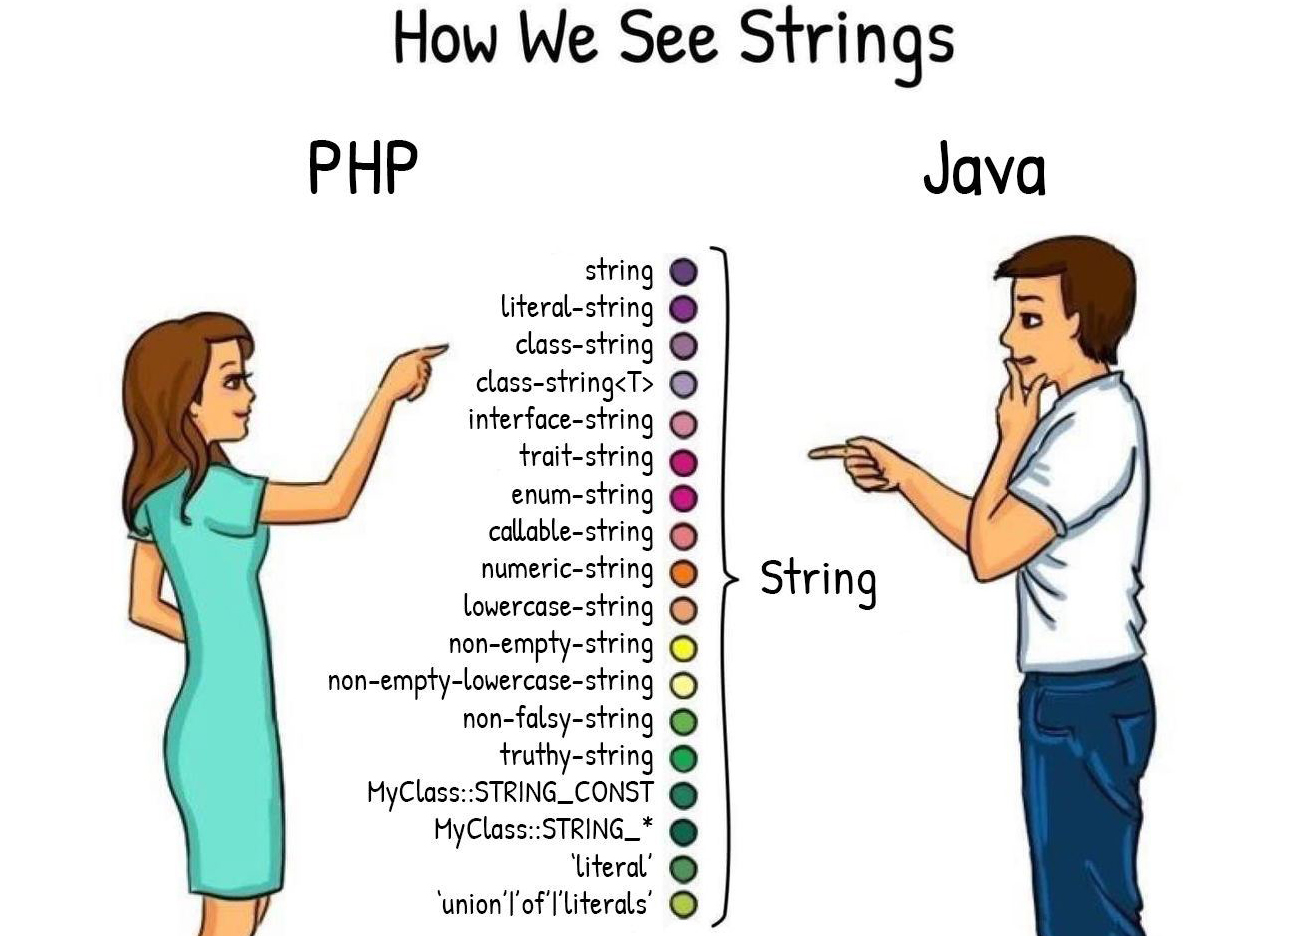 How We See Strings
PHP
Java
string
literal-string
class-string
class-string<T>
interface-string
trait-string
enum-string
callable-string
numeric-string
lowercase-string
non-empty-string
non-empty-lowercase-string
non-falsy-string
truthy-string
MyClass::STRING_CONST
MyClass::STRING_*
'literal'
'union'|'of'|'literals'
String